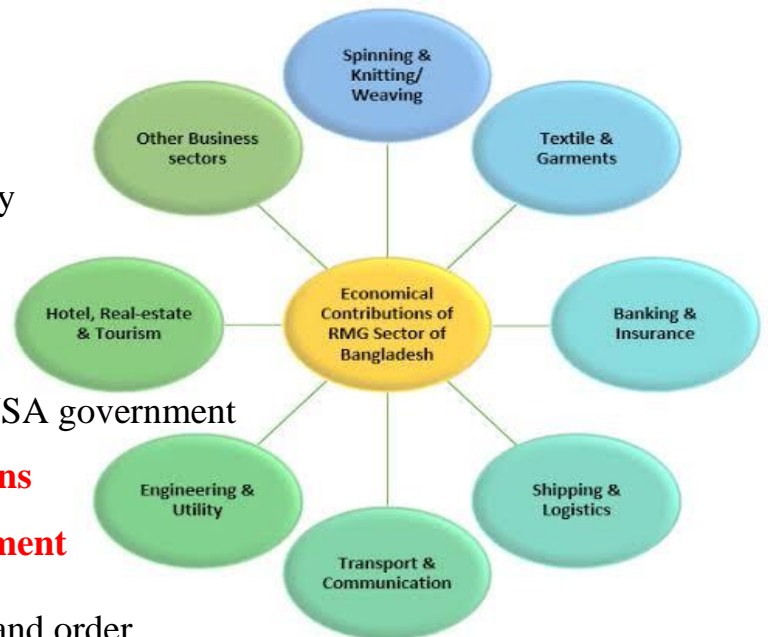 Spinning &
Knitting/
Weaving
Other Business
sectors
Textile &
Garments
y
Hotel, Real-estate
& Tourism
Economical
Contributions of
RMG Sector of
Bangladesh
Banking &
Insurance
SA government
ns
Engineering &
Utility
Shipping &
Logistics
ment
Transport &
Communication
and order